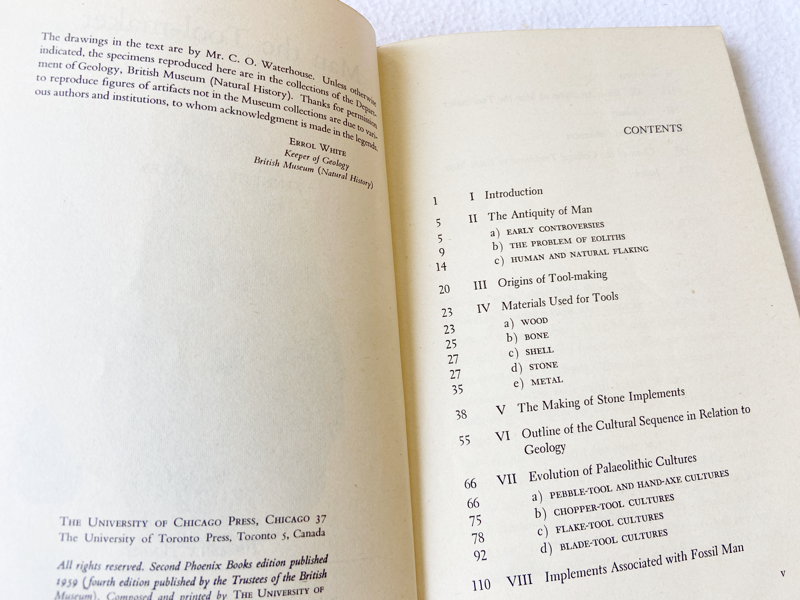 The drawings in the text are by Mr. C. O. Waterhouse. Unless otherwise
indicated, the specimens reproduced here are in the collections of the Depart-
ment of Geology, British Museum (Natural History). Thanks for permission
to reproduce figures of artifacts not in the Museum collections are due to vari-
ous authors and institutions, to whom acknowledgment is made in the legends.
ERROL WHITE
Keeper of Geology
British Museum (Natural History)
THE UNIVERSITY OF CHICAGO PRESS, CHICAGO 37
The University of Toronto Press, Toronto 5, Canada
All rights reserved. Second Phoenix Books edition published
1959 (fourth edition published by the Trustees of the British
Museum). Composed and printed by THE UNIVERSITY OF
CONTENTS
1 I Introduction
5 II The Antiquity of Man
5 a) EARLY CONTROVERSIES
9 b) THE PROBLEM OF EOLITHS
14 c) HUMAN AND NATURAL FLAKING
20 III Origins of Tool-making
23 IV Materials Used for Tools
23 a) WOOD
25 b) BONE
27 c) SHELL
27 d) STONE
35 e) METAL
38 V The Making of Stone Implements
55 VI Outline of the Cultural Sequence in Relation to
Geology
66 VII Evolution of Palaeolithic Cultures
66 a) PEBBLE-TOOL AND HAND-AXE CULTURES
75 b) CHOPPER-TOOL CULTURES
78 c) FLAKE-TOOL CULTURES
92 d) BLADE-TOOL CULTURES
110 VIII Implements Associated with Fossil Man
v